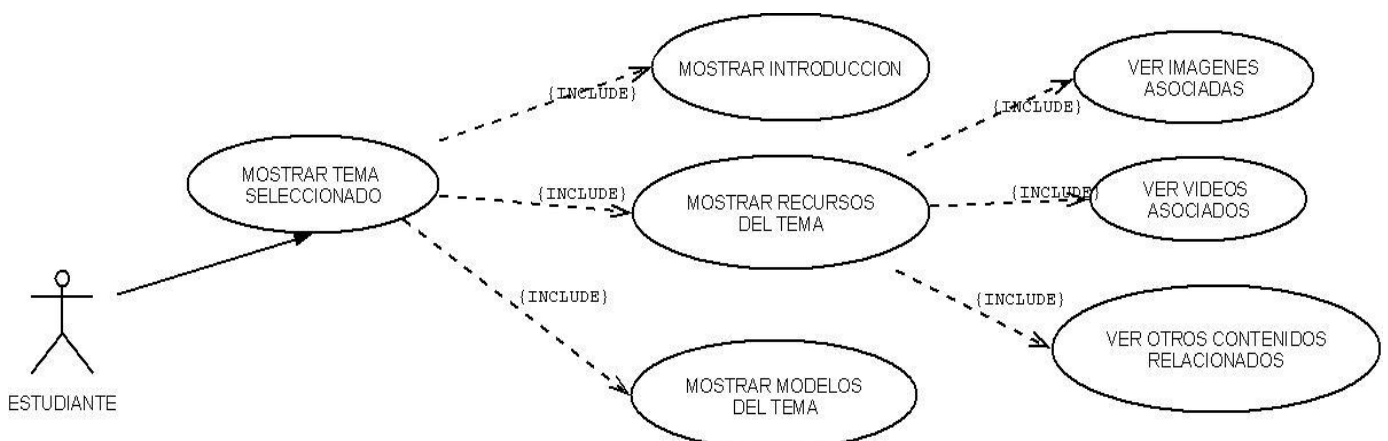 MOSTRAR INTRODUCCION
{INCLUDE}
VER IMAGENES
ASOCIADAS
{INCLUDE}
MOSTRAR TEMA
SELECCIONADO
{INCLUDE}
MOSTRAR RECURSOS
DEL TEMA
{INCLUDE}
VER VIDEOS
ASOCIADOS
{INCLUDE}
{INCLUDE}
VER OTROS CONTENIDOS
RELACIONADOS
MOSTRAR MODELOS
DEL TEMA
ESTUDIANTE